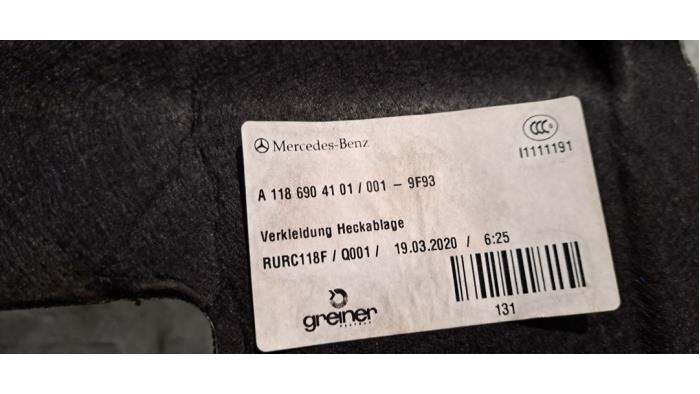 Mercedes-Benz
CCC S
I1111191
A 118 690 41 01 / 001 - 9F93
Verkleidung Heckablage
RURC118F / Q001 / 19.03.2020 / 6:25
131
greiner